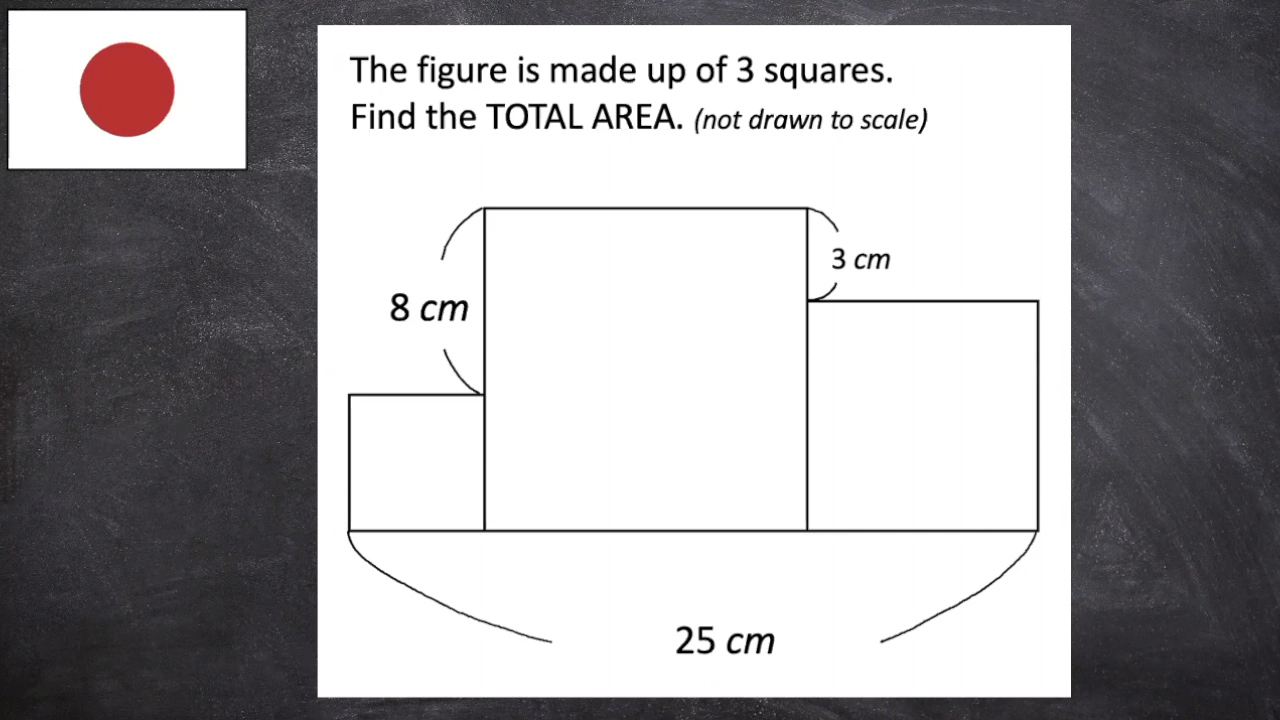 The figure is made up of 3 squares.
Find the TOTAL AREA. (not drawn to scale)
3 cm
8 cm
25 cm